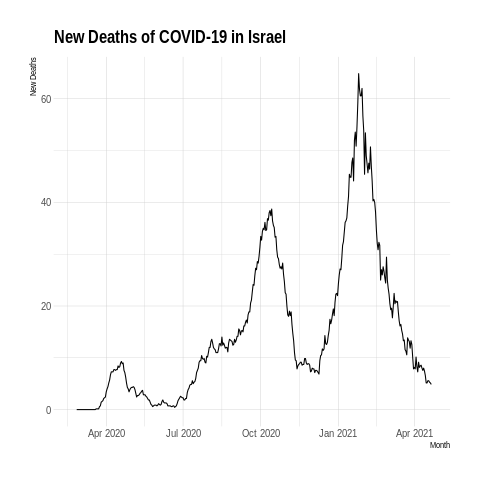 New Deaths of COVID-19 in Israel
New Deaths
60
40
20
0
Apr 2020 Jul 2020 Oct 2020 Jan 2021 Apr 2021
Month